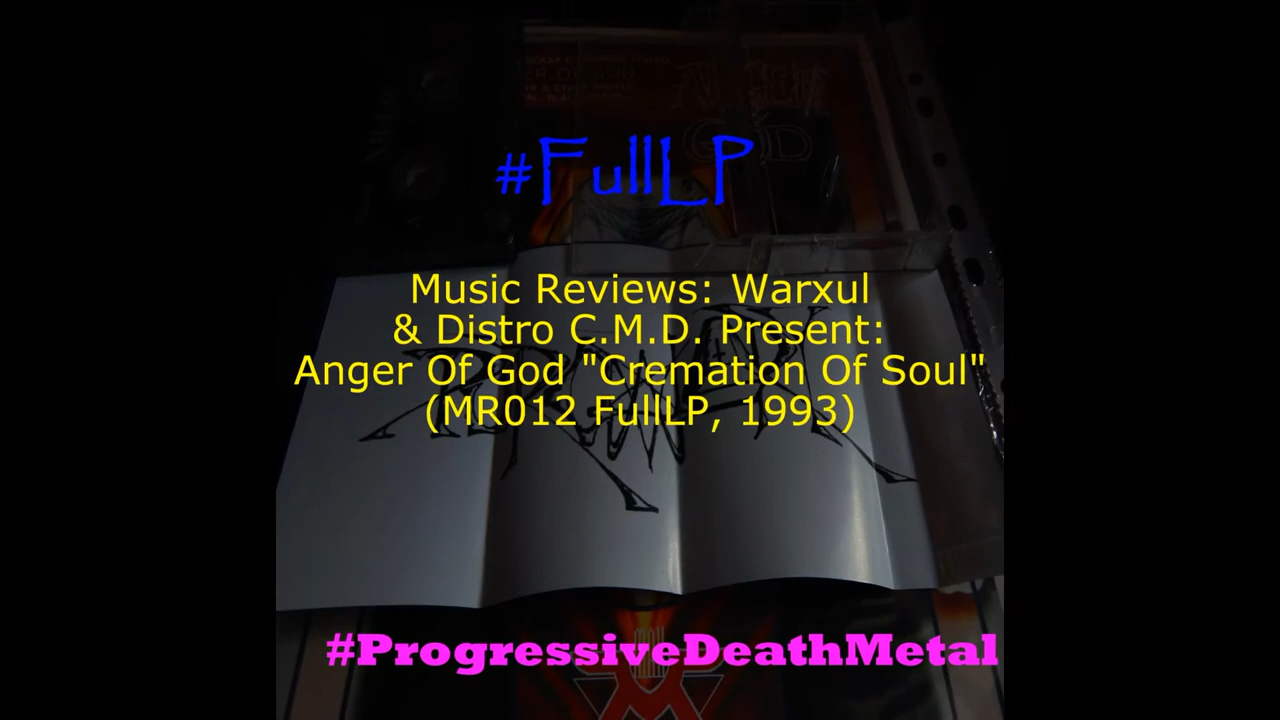 #FullLP
Music Reviews: Warxul
& Distro C.M.D. Present:
Anger Of God "Cremation Of Soul"
(MR012 FullLP, 1993)
#ProgressiveDeathMetal